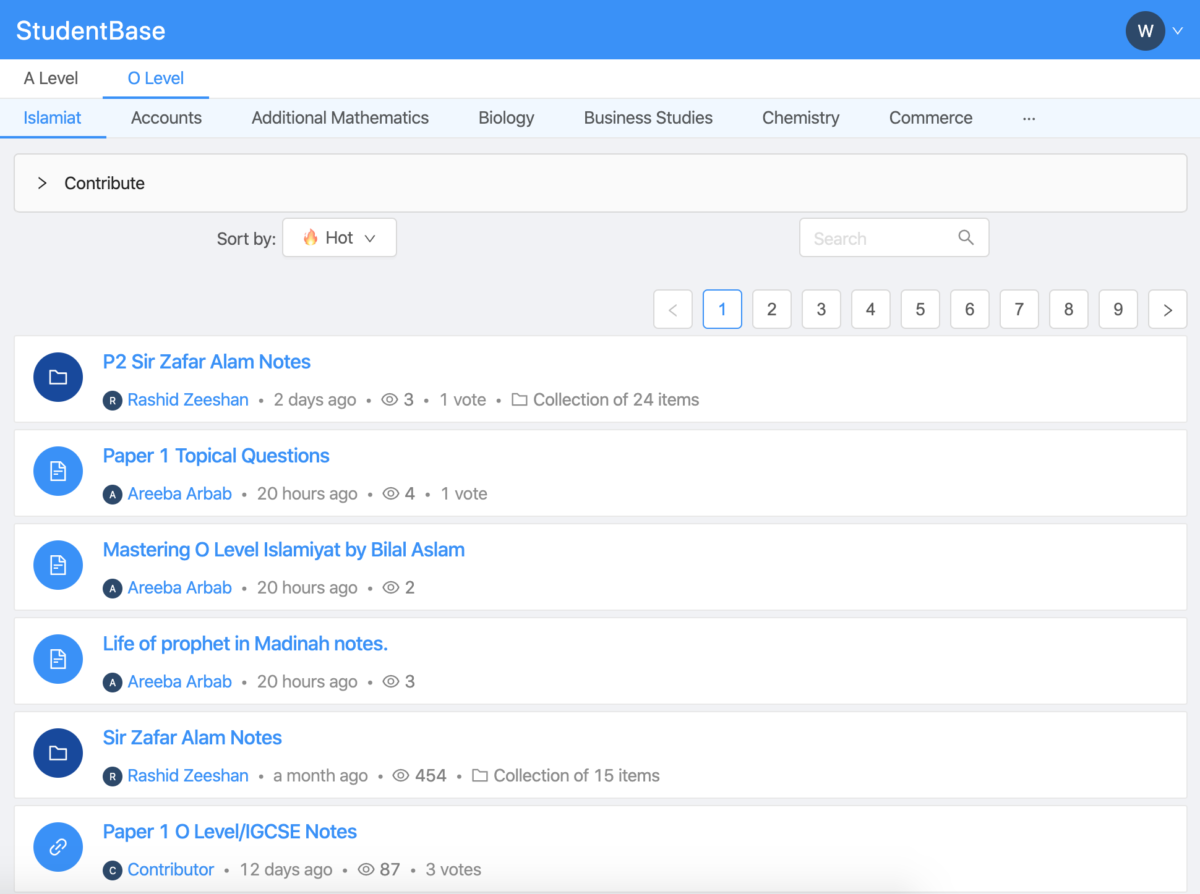 StudentBase
W
A Level O Level
Islamiat Accounts Additional Mathematics Biology Business Studies Chemistry Commerce ···
> Contribute
Sort by: 🔥 Hot Search
< 1 2 3 4 5 6 7 8 9 >
P2 Sir Zafar Alam Notes
R Rashid Zeeshan • 2 days ago • 3 • 1 vote • Collection of 24 items
Paper 1 Topical Questions
A Areeba Arbab • 20 hours ago • 4 • 1 vote
Mastering O Level Islamiyat by Bilal Aslam
A Areeba Arbab • 20 hours ago • 2
Life of prophet in Madinah notes.
A Areeba Arbab • 20 hours ago • 3
Sir Zafar Alam Notes
R Rashid Zeeshan • a month ago • 454 • Collection of 15 items
Paper 1 O Level/IGCSE Notes
C Contributor • 12 days ago • 87 • 3 votes